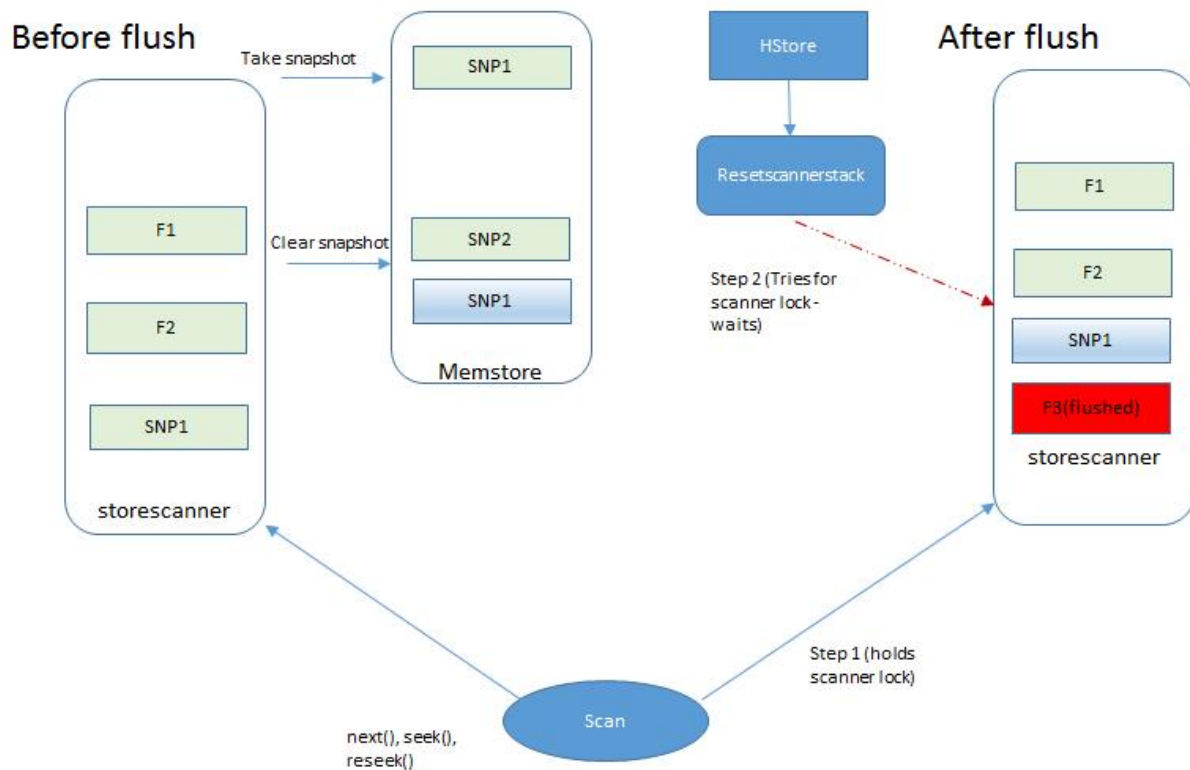 Before flush
Take snapshot
SNP1
HStore
After flush
Resetscannerstack
F1
F1
Clear snapshot
SNP2
F2
Step 2 (Tries for
scanner lock-
waits)
SNP1
F2
SNP1
Memstore
F3(flushed)
SNP1
storescanner
storescanner
Step 1 (holds
scanner lock)
Scan
next(), seek(),
reseek()